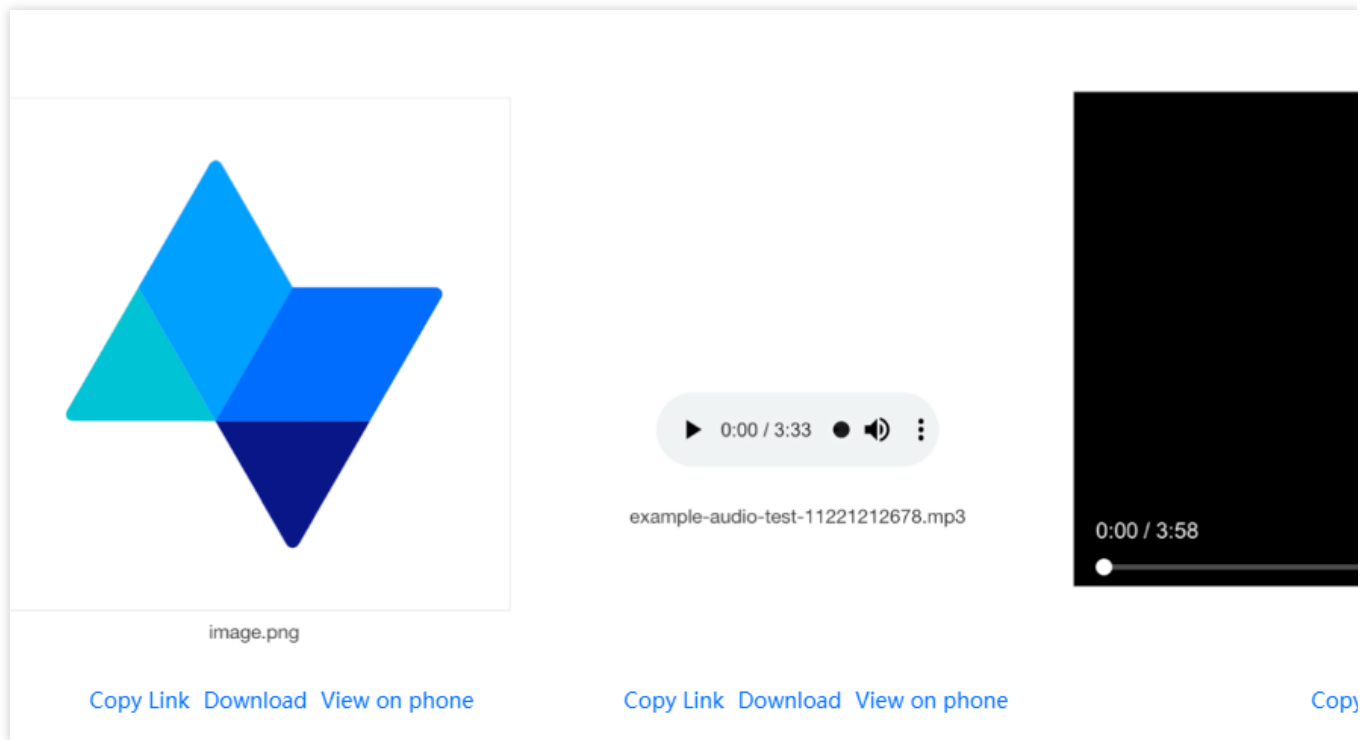 0:00 / 3:33
example-audio-test-11221212678.mp3
0:00 / 3:58
image.png
Copy Link Download View on phone
Copy Link Download View on phone
Copy